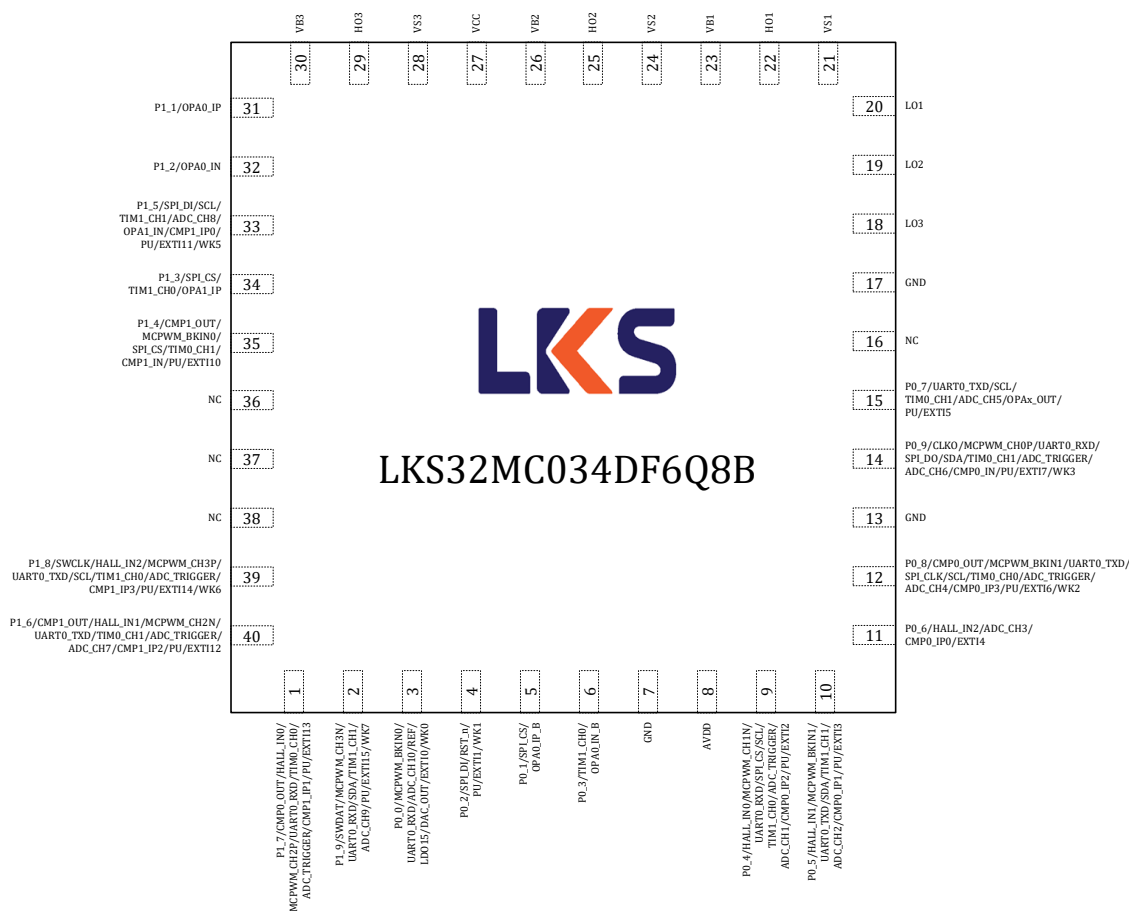 VB3
HO3
VS3
VCC
VB2
HO2
VS2
VB1
HO1
VS1
30
29
28
27
26
25
24
23
22
21
P1_1/OPA0_IP
31
P1_2/OPA0_IN
32
P1_5/SPI_DI/SCL/
TIM1_CH1/ADC_CH8/
OPA1_IN/CMP1_IP0/
PU/EXTI11/WK5
33
P1_3/SPI_CS/
TIM1_CH0/OPA1_IP
34
P1_4/CMP1_OUT/
MCPWM_BKIN0/
SPI_CS/TIM0_CH1/
CMP1_IN/PU/EXTI10
35
NC
36
NC
37
NC
38
P1_8/SWCLK/HALL_IN2/MCPWM_CH3P/
UART0_TXD/SCL/TIM1_CH0/ADC_TRIGGER/
CMP1_IP3/PU/EXTI14/WK6
39
P1_6/CMP1_OUT/HALL_IN1/MCPWM_CH2N/
UART0_TXD/TIM0_CH1/ADC_TRIGGER/
ADC_CH7/CMP1_IP2/PU/EXTI12
40
LKS
LKS32MC034DF6Q8B
20
LO1
19
LO2
18
LO3
17
GND
16
NC
15
P0_7/UART0_TXD/SCL/
TIM0_CH1/ADC_CH5/OPAx_OUT/
PU/EXTI5
14
P0_9/CLKO/MCPWM_CH0P/UART0_RXD/
SPI_DO/SDA/TIM0_CH1/ADC_TRIGGER/
ADC_CH6/CMP0_IN/PU/EXTI7/WK3
13
GND
12
P0_8/CMP0_OUT/MCPWM_BKIN1/UART0_TXD/
SPI_CLK/SCL/TIM0_CH0/ADC_TRIGGER/
ADC_CH4/CMP0_IP3/PU/EXTI6/WK2
11
P0_6/HALL_IN2/ADC_CH3/
CMP0_IP0/EXTI4
1
2
3
4
5
6
7
8
9
10
P1_7/CMP0_OUT/HALL_IN0/
MCPWM_CH2P/UART0_RXD/TIM0_CH0/
ADC_TRIGGER/CMP1_IP1/PU/EXTI13
P1_9/SWDAT/MCPWM_CH3N/
UART0_RXD/SDA/TIM1_CH1/
ADC_CH9/PU/EXTI15/WK7
P0_0/MCPWM_BKIN0/
UART0_RXD/ADC_CH10/REF/
LDO15/DAC_OUT/EXTI0/WK0
P0_2/SPI_DI/RST_n/
PU/EXTI1/WK1
P0_1/SPI_CS/
OPA0_IP_B
P0_3/TIM1_CH0/
OPA0_IN_B
GND
AVDD
P0_4/HALL_IN0/MCPWM_CH1N/
UART0_RXD/SPI_CS/SCL/
TIM1_CH0/ADC_TRIGGER/
ADC_CH1/CMP0_IP2/PU/EXTI2
P0_5/HALL_IN1/MCPWM_BKIN1/
UART0_TXD/SDA/TIM1_CH1/
ADC_CH2/CMP0_IP1/PU/EXTI3